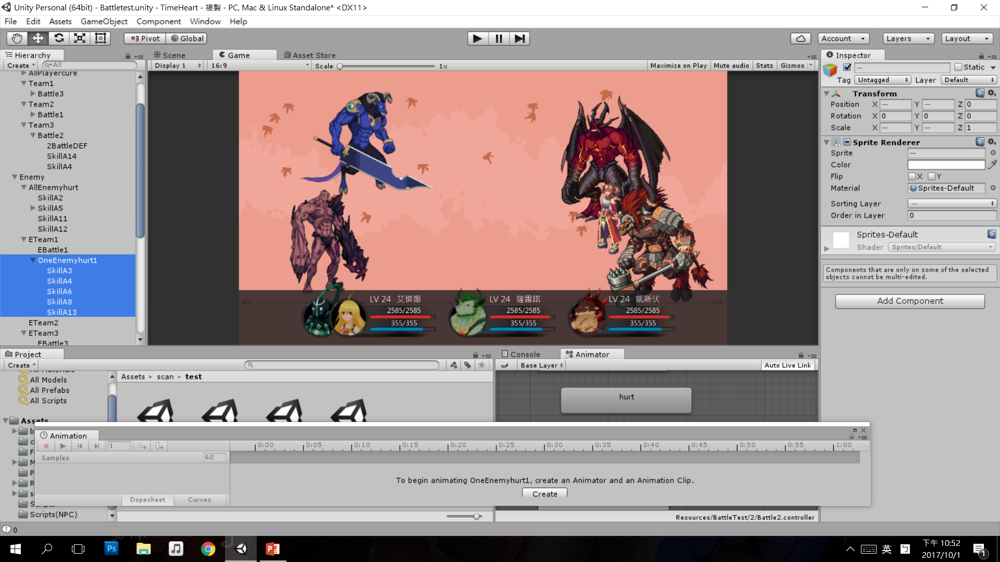 Unity Personal (64bit) - Battletest.unity - TimeHeart - 複製 - PC, Mac & Linux Standalone* <DX11>
File Edit Assets GameObject Component Window Help
Pivot Global
Account Layers Layout
Hierarchy
Create All
AllPlayercure
Team1
Battle3
Team2
Battle1
Team3
Battle2
2BattleDEF
SkillA14
SkillA4
Enemy
AllEnemyhurt
SkillA2
SkillA5
SkillA11
SkillA12
ETeam1
EBattle1
OneEnemyhurt1
SkillA3
SkillA4
SkillA6
SkillA8
SkillA13
ETeam2
ETeam3
EBattle3
Scene Game Asset Store
Display 1 16:9 Scale 1x Maximize on Play Mute audio Stats Gizmos
LV 24 艾憐娜
2585/2585
355/355
LV 24 薩雷諾
2585/2585
355/355
LV 24 凱斯伏
2585/2585
355/355
Inspector
— Static
Tag Untagged Layer Default
Transform
Position X — Y — Z 0
Rotation X 0 Y 0 Z 0
Scale X — Y — Z 1
Sprite Renderer
Sprite —
Color
Flip X Y
Material Sprites-Default
Sorting Layer —
Order in Layer 0
Sprites-Default
Shader Sprites/Default
Components that are only on some of the selected
objects cannot be multi-edited.
Add Component
Project
Create
All Materials
All Models
All Prefabs
All Scripts
Assets
Scripts
Scripts(NPC)
Assets scan test
Console Animator
Base Layer Auto Live Link
hurt
Resources/BattleTest/2/Battle2.controller
Animation
1
0:00 0:05 0:10 0:15 0:20 0:25 0:30 0:35 0:40 0:45 0:50 0:55 1:00
Samples 60
To begin animating OneEnemyhurt1, create an Animator and an Animation Clip.
Create
Dopesheet Curves
0
Ps
英
下午 10:52
2017/10/1
1